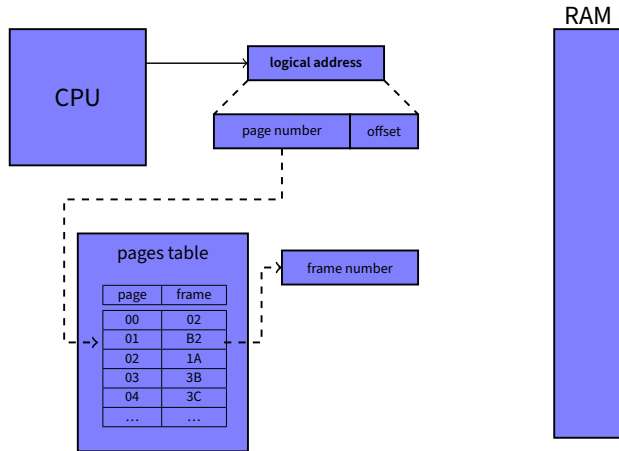 RAM
CPU
logical address
page number offset
pages table
frame number
page frame
00 02
01 B2
02 1A
03 3B
04 3C
… …